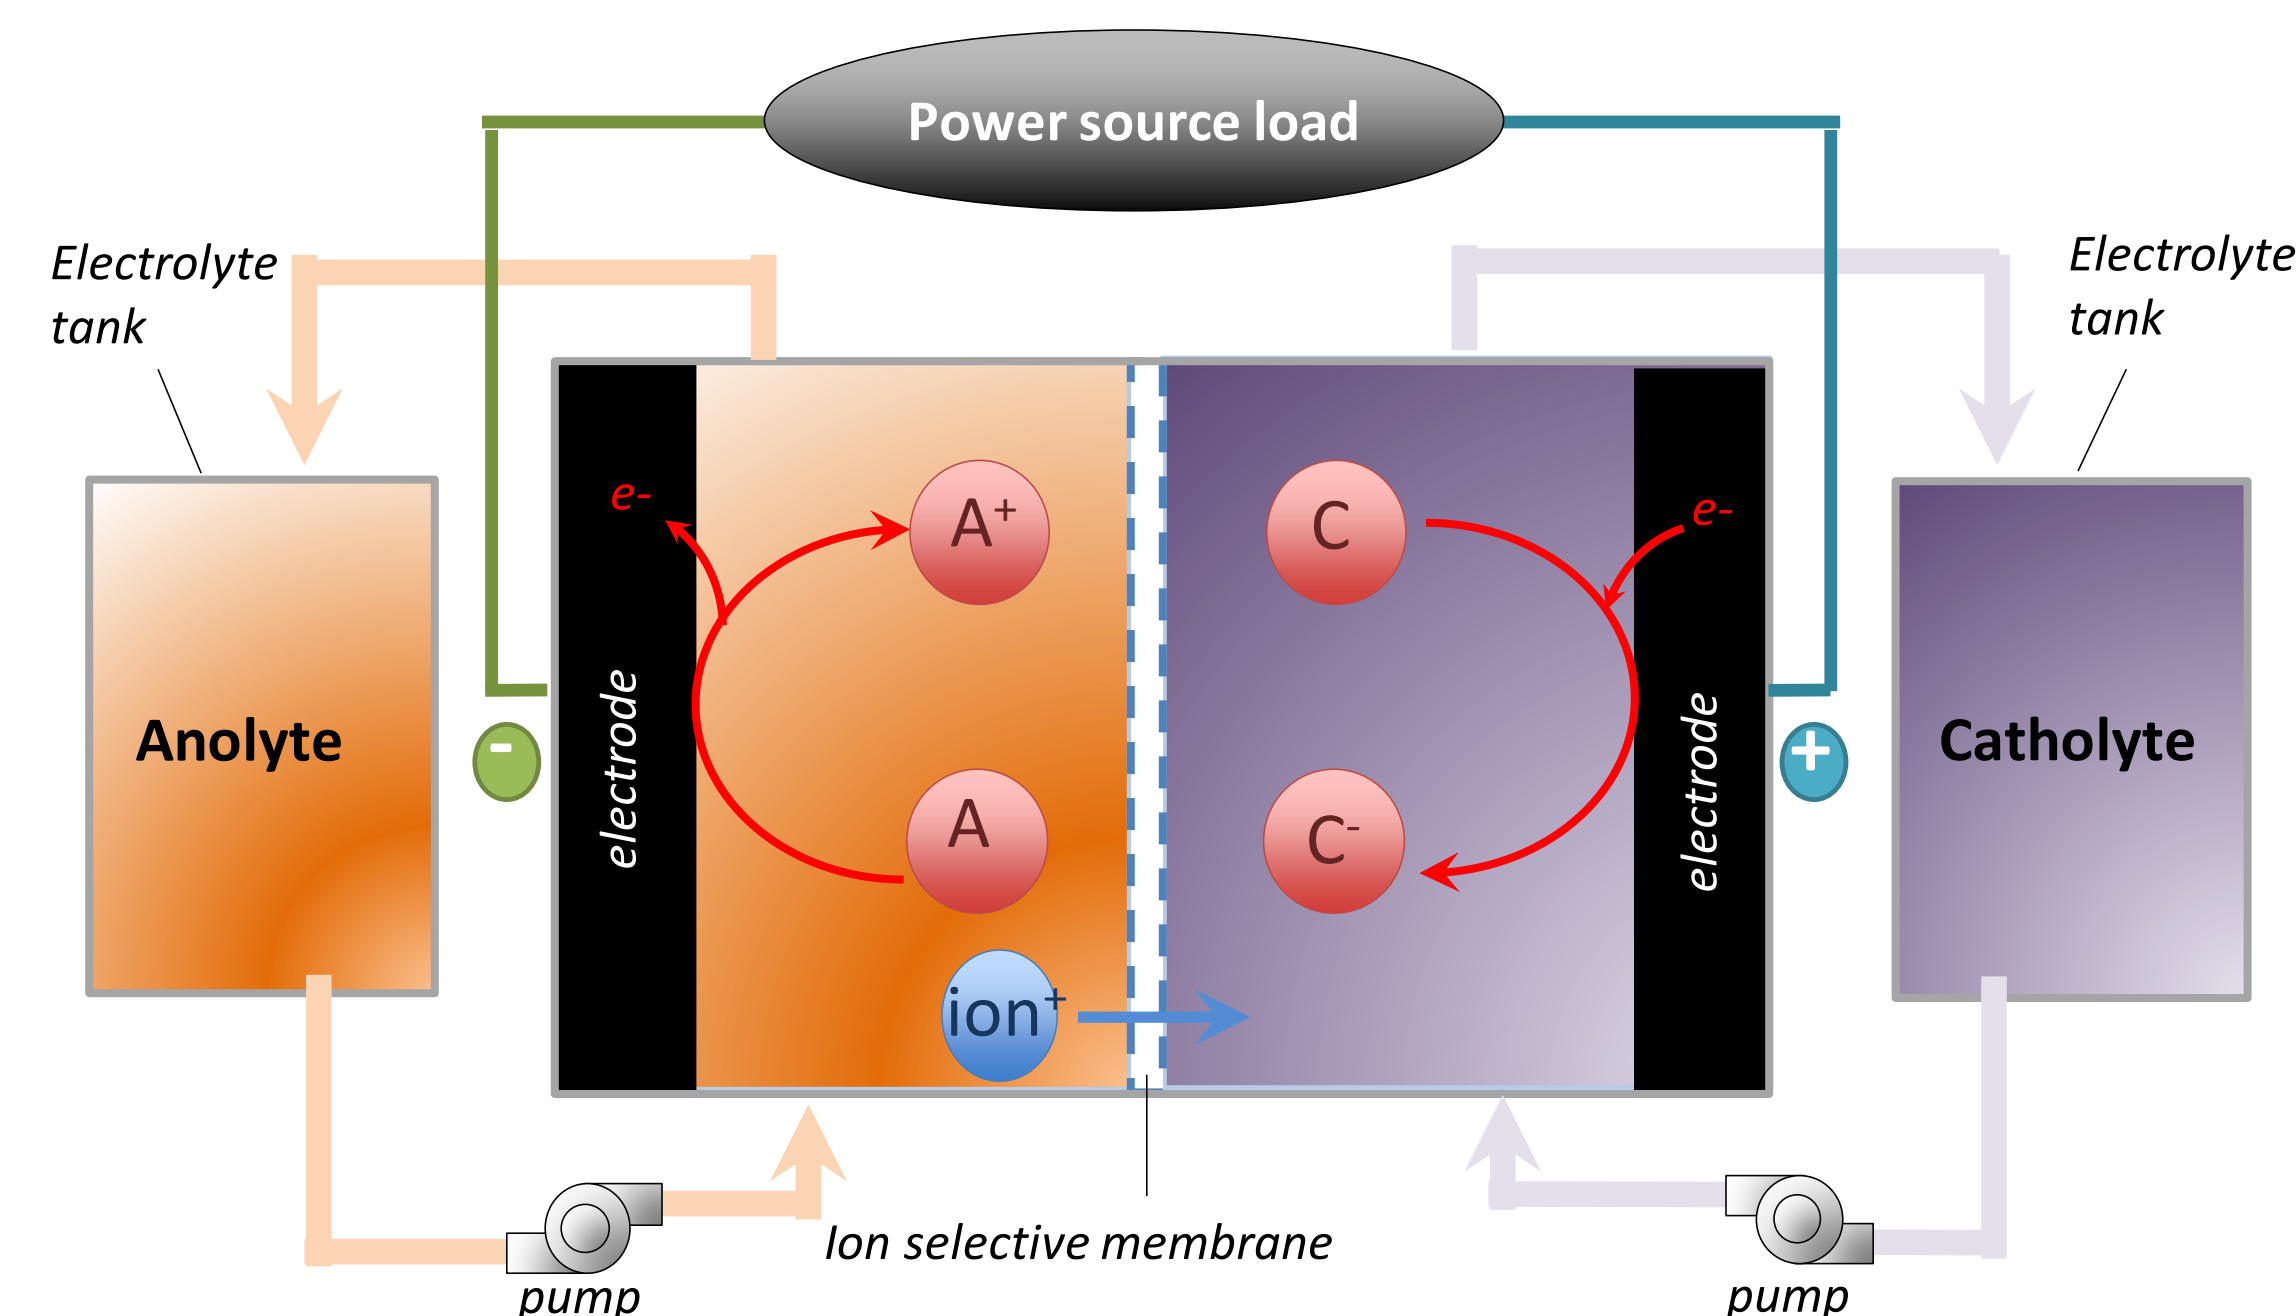 Power source load
Electrolyte
tank
Electrolyte
tank
e-
A⁺
C
e-
electrode
electrode
Anolyte
-
+
Catholyte
A
C⁻
ion⁺
Ion selective membrane
pump
pump